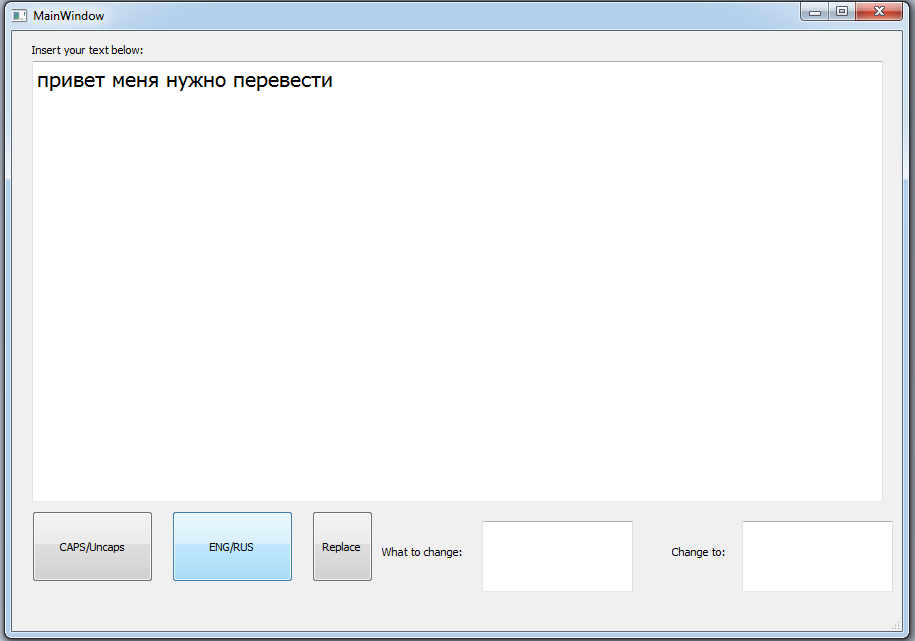 MainWindow
Insert your text below:
привет меня нужно перевести
CAPS/Uncaps
ENG/RUS
Replace
What to change:
Change to: